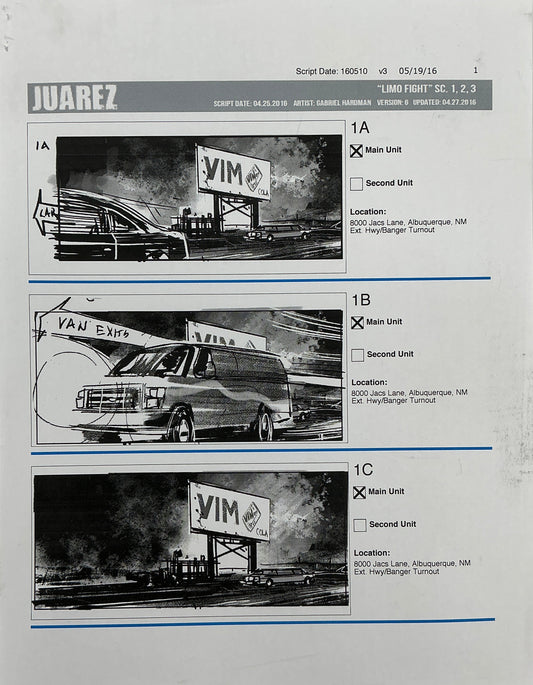 Script Date: 160510 v3 05/19/16 1
JUAREZ
"LIMO FIGHT" SC. 1, 2, 3
SCRIPT DATE: 04.25.2016 ARTIST: GABRIEL HARDMAN VERSION: 6 UPDATED: 04.27.2016
1A
CAR
VIM
COLA
1A
Main Unit
Second Unit
Location:
8000 Jacs Lane, Albuquerque, NM
Ext. Hwy/Banger Turnout
VAN EXITS
VIM
1B
Main Unit
Second Unit
Location:
8000 Jacs Lane, Albuquerque, NM
Ext. Hwy/Banger Turnout
VIM
COLA
1C
Main Unit
Second Unit
Location:
8000 Jacs Lane, Albuquerque, NM
Ext. Hwy/Banger Turnout